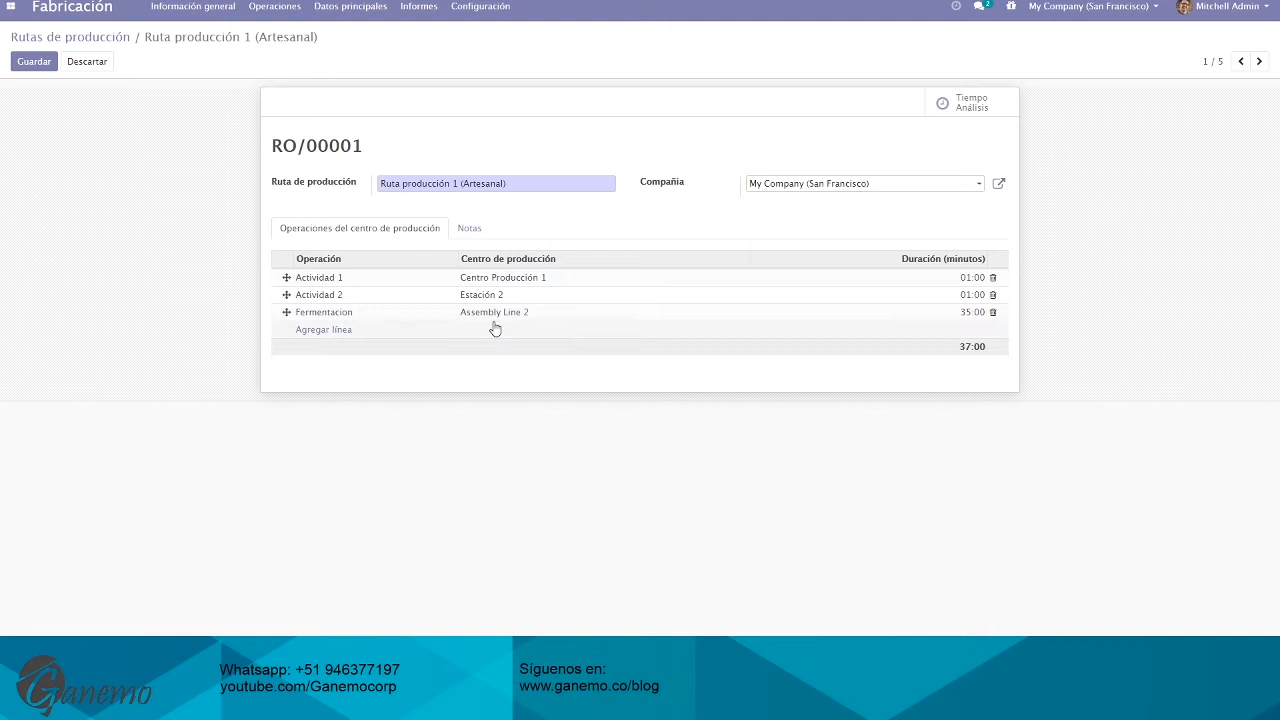 Fabricación Información general Operaciones Datos principales Informes Configuración 2 My Company (San Francisco) Mitchell Admin
Rutas de producción / Ruta producción 1 (Artesanal)
Guardar Descartar 1 / 5
Tiempo
Análisis
RO/00001
Ruta de producción Ruta producción 1 (Artesanal) Compañía My Company (San Francisco)
Operaciones del centro de producción Notas
Operación Centro de producción Duración (minutos)
Actividad 1 Centro Producción 1 01:00
Actividad 2 Estación 2 01:00
Fermentacion Assembly Line 2 35:00
Agregar línea
37:00
Ganemo
Whatsapp: +51 946377197
youtube.com/Ganemocorp
Síguenos en:
www.ganemo.co/blog